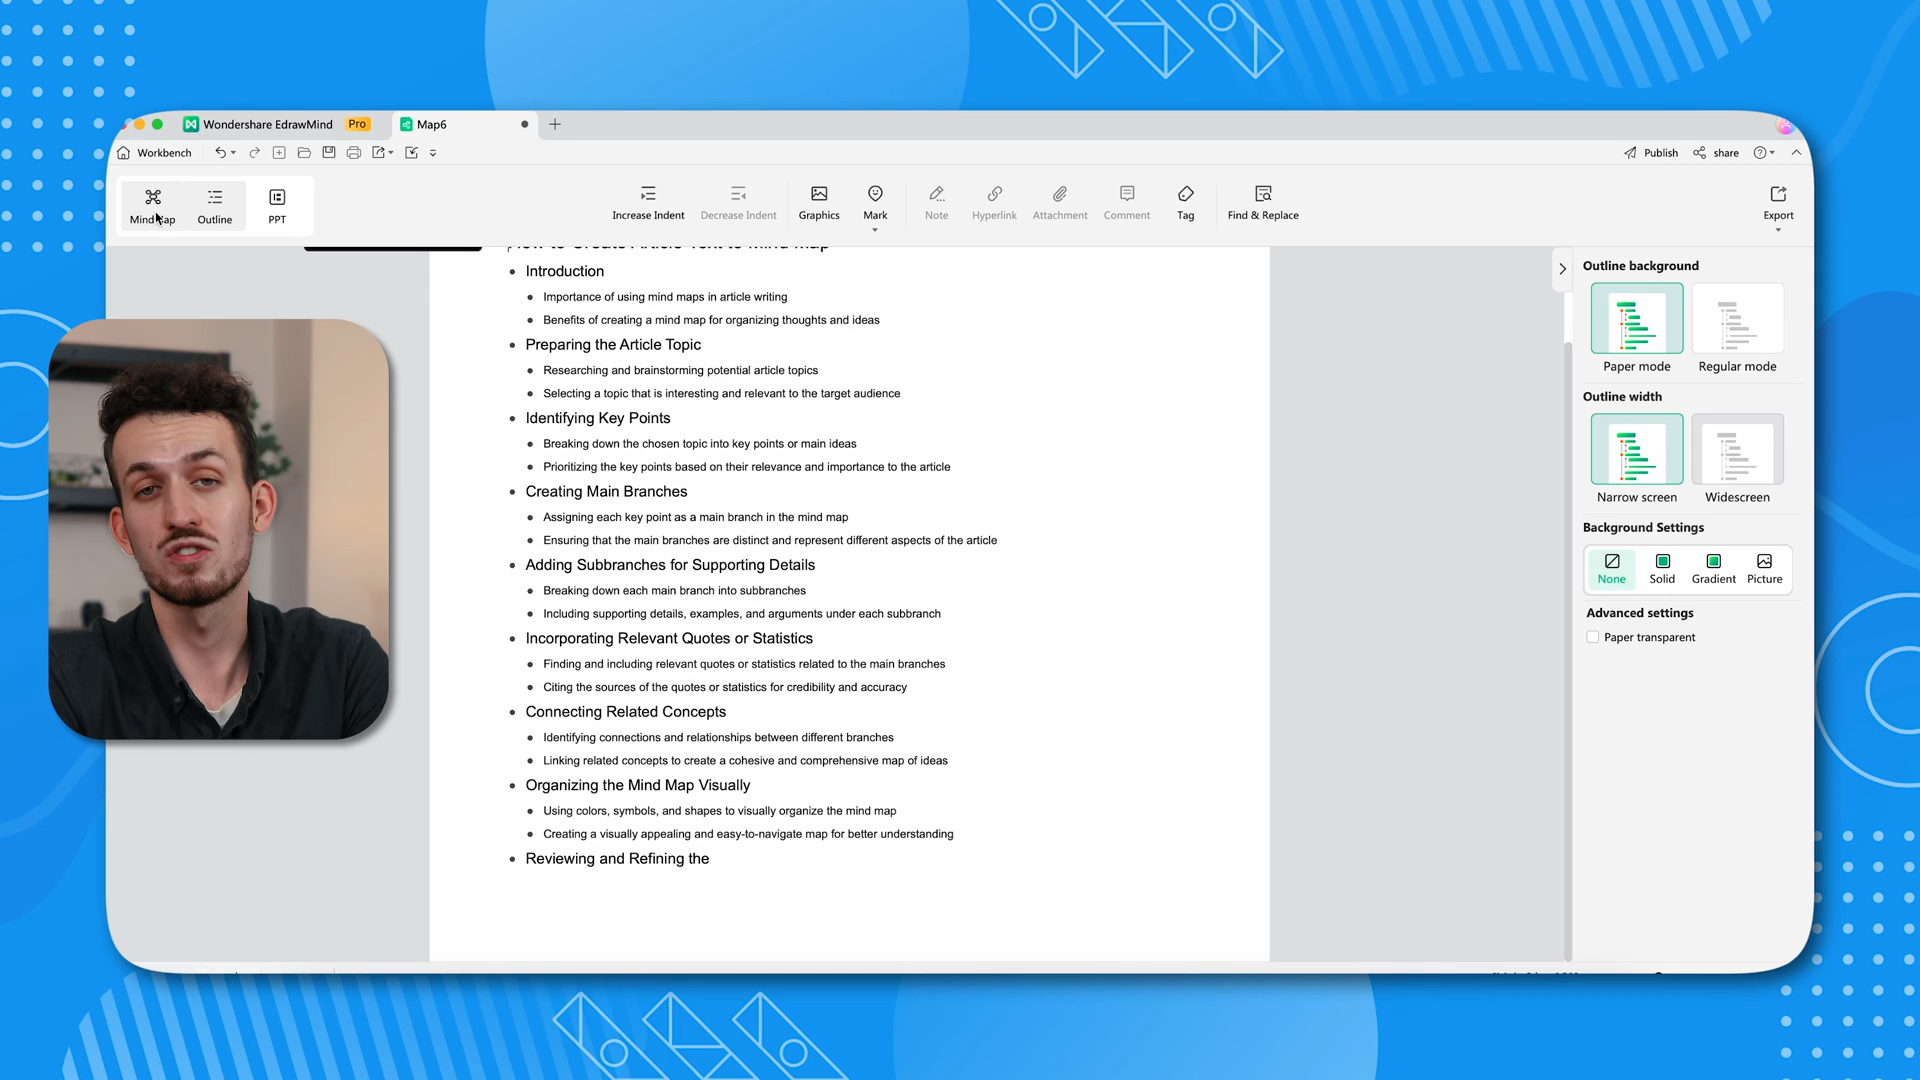 Wondershare EdrawMind Pro Map6
Workbench
Publish share
MindMap Outline PPT
Increase Indent Decrease Indent Graphics Mark Note Hyperlink Attachment Comment Tag Find & Replace Export
How to Create Article Text to Mind Map
Introduction
Importance of using mind maps in article writing
Benefits of creating a mind map for organizing thoughts and ideas
Preparing the Article Topic
Researching and brainstorming potential article topics
Selecting a topic that is interesting and relevant to the target audience
Identifying Key Points
Breaking down the chosen topic into key points or main ideas
Prioritizing the key points based on their relevance and importance to the article
Creating Main Branches
Assigning each key point as a main branch in the mind map
Ensuring that the main branches are distinct and represent different aspects of the article
Adding Subbranches for Supporting Details
Breaking down each main branch into subbranches
Including supporting details, examples, and arguments under each subbranch
Incorporating Relevant Quotes or Statistics
Finding and including relevant quotes or statistics related to the main branches
Citing the sources of the quotes or statistics for credibility and accuracy
Connecting Related Concepts
Identifying connections and relationships between different branches
Linking related concepts to create a cohesive and comprehensive map of ideas
Organizing the Mind Map Visually
Using colors, symbols, and shapes to visually organize the mind map
Creating a visually appealing and easy-to-navigate map for better understanding
Reviewing and Refining the
Outline background
Paper mode Regular mode
Outline width
Narrow screen Widescreen
Background Settings
None Solid Gradient Picture
Advanced settings
Paper transparent